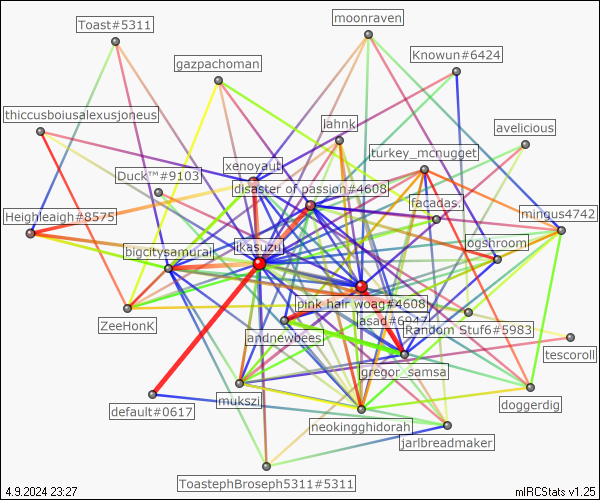 Toast#5311
moonraven
Knowun#6424
gazpachoman
thiccusboiusalexusjoneus
lahnk
avelicious
turkey_mcnugget
xenovaut
Duck™#9103
disaster of passion#4608
facadas.
Heighleaigh#8575
mingus4742
bigcitysamurai
ikasuzu
logshroom
pink hair woag#4608
ZeeHonK
asad#6947
Random Stuf6#5983
andnewbees
tescoroll
gregor_samsa
mukszi
doggerdig
default#0617
neokingghidorah
jarlbreadmaker
ToastephBroseph5311#5311
4.9.2024 23:27
mIRCStats v1.25